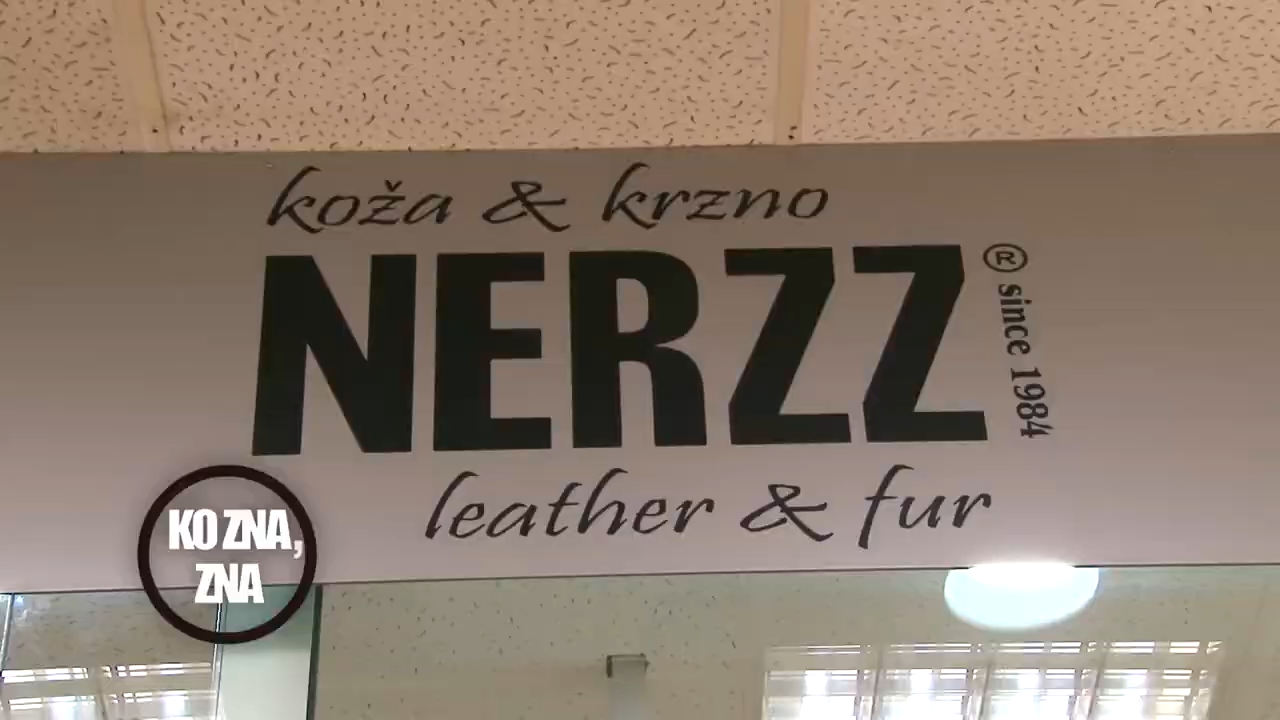 koža & krzno
NERZZ
® since 1984
leather & fur
KO ZNA,
ZNA